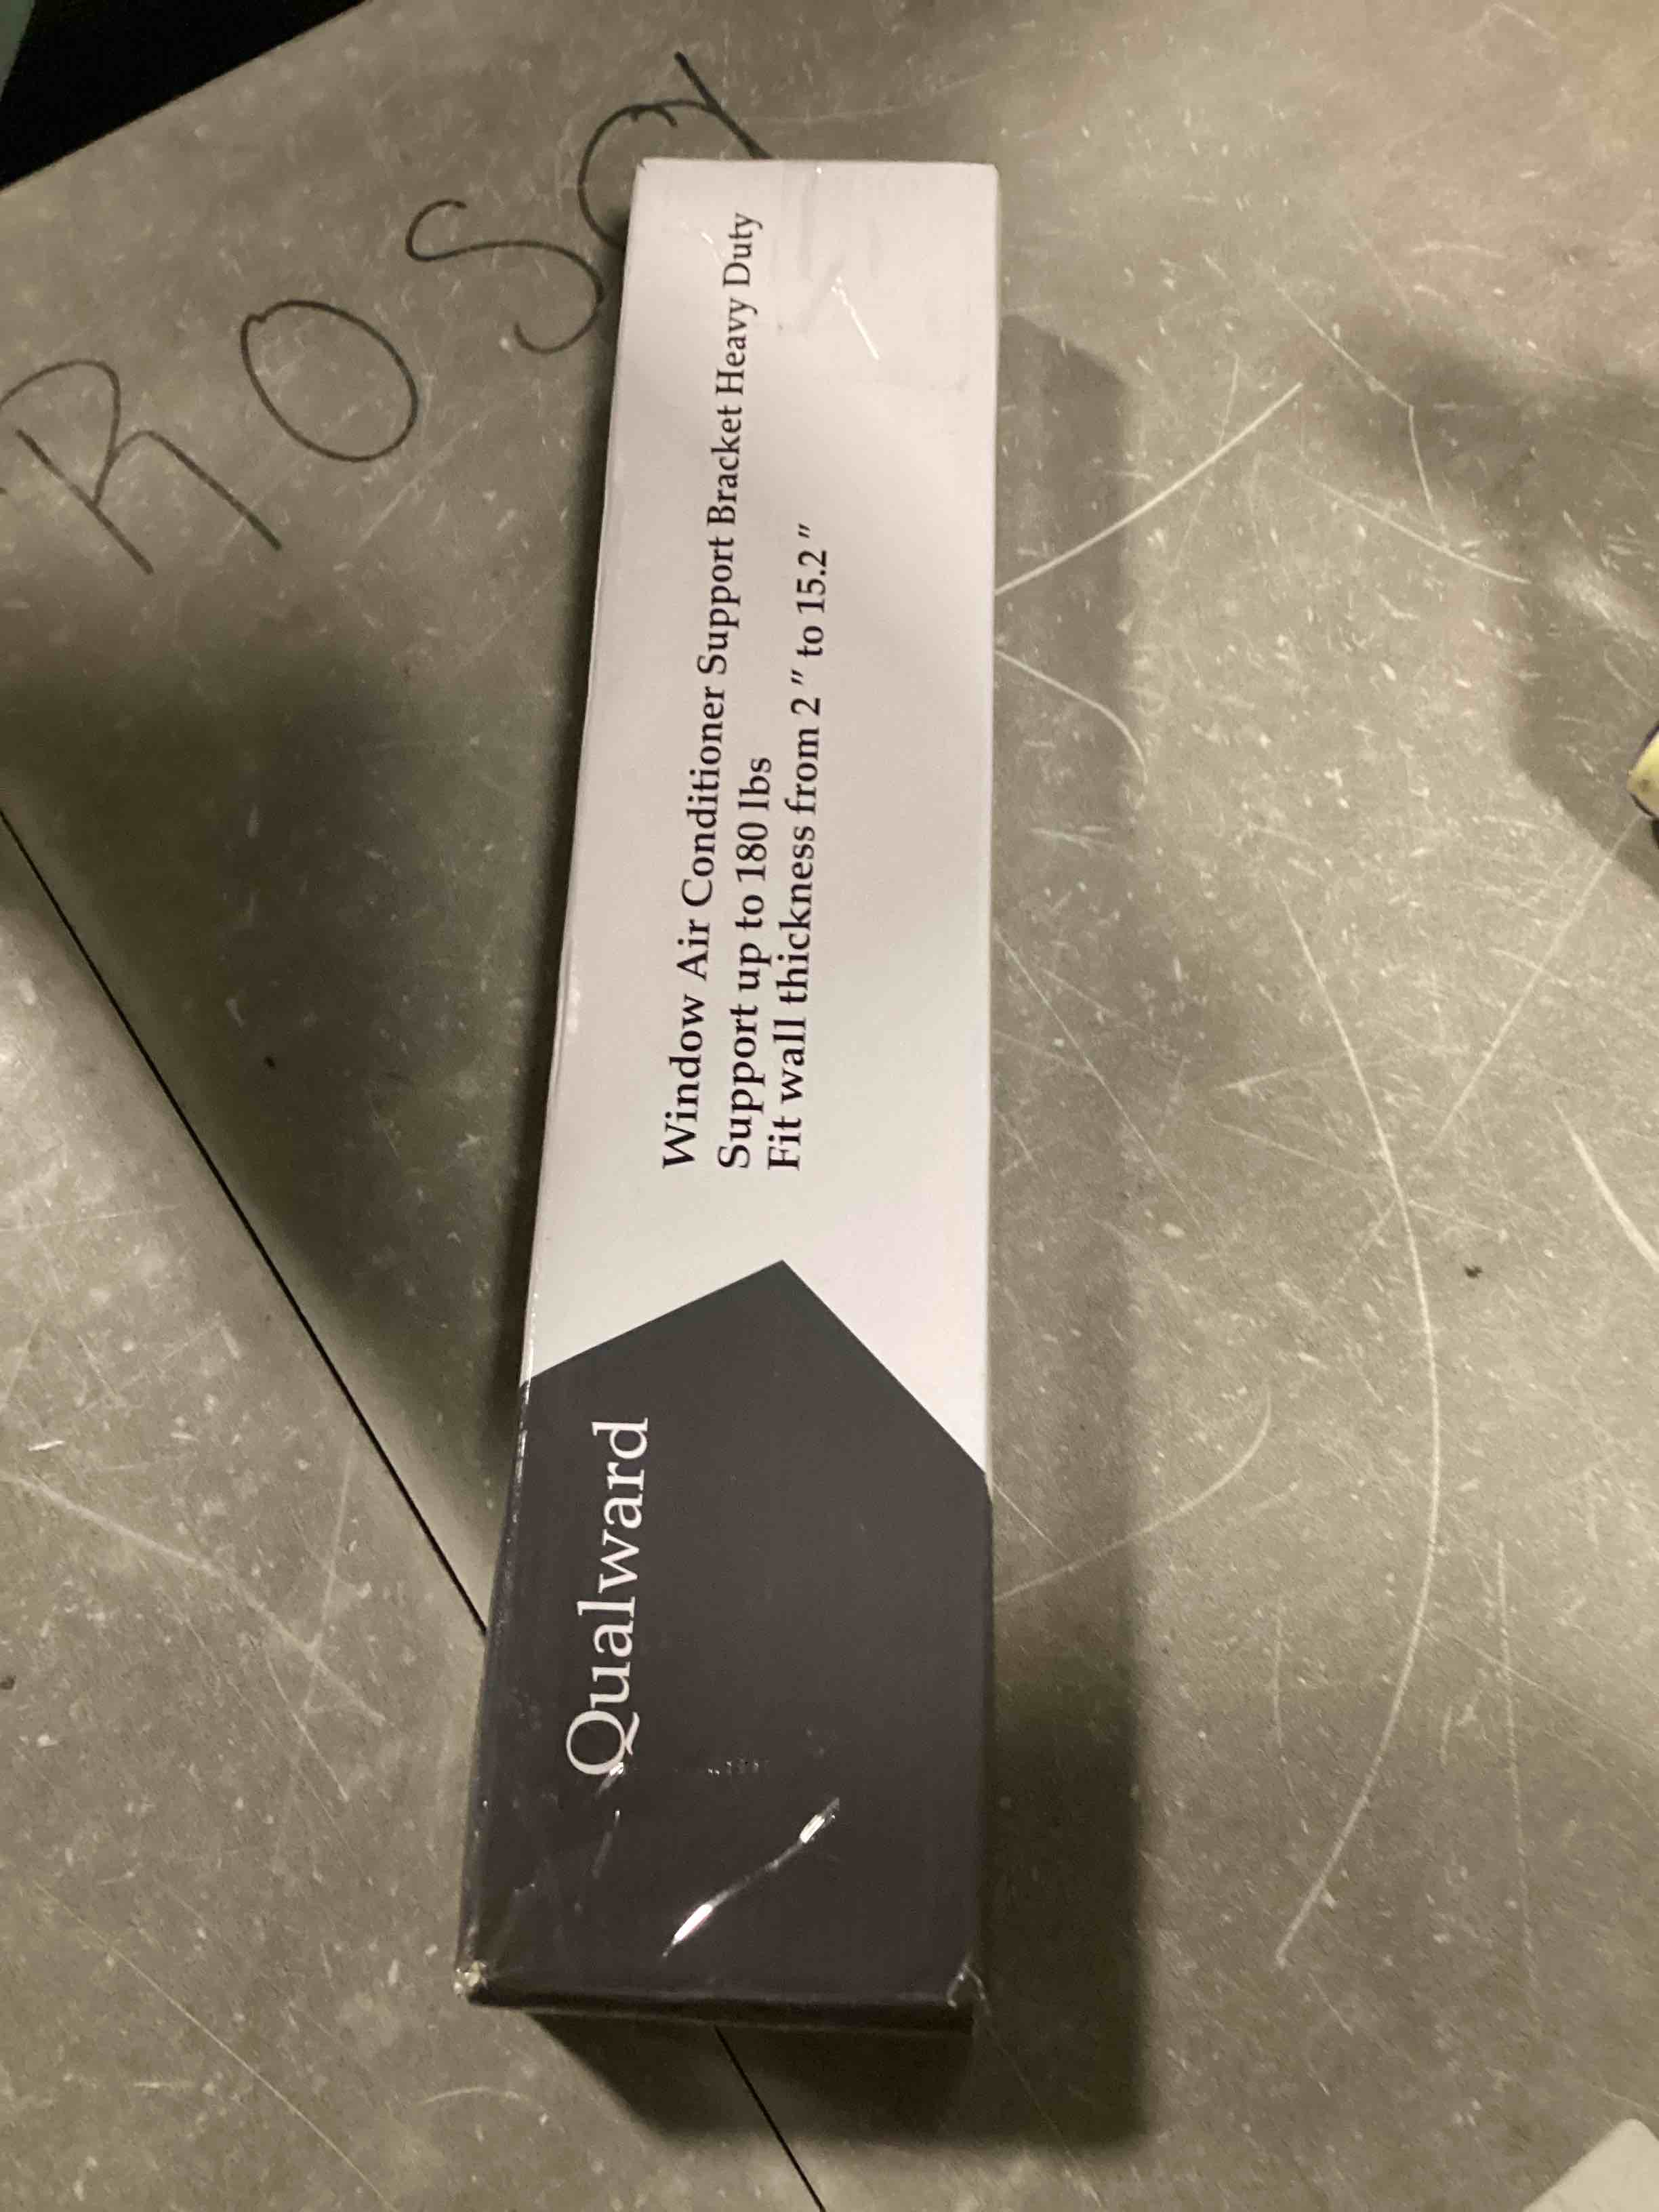 ROSA
Qualward
Window Air Conditioner Support Bracket Heavy Duty
Support up to 180 lbs
Fit wall thickness from 2 " to 15.2 "